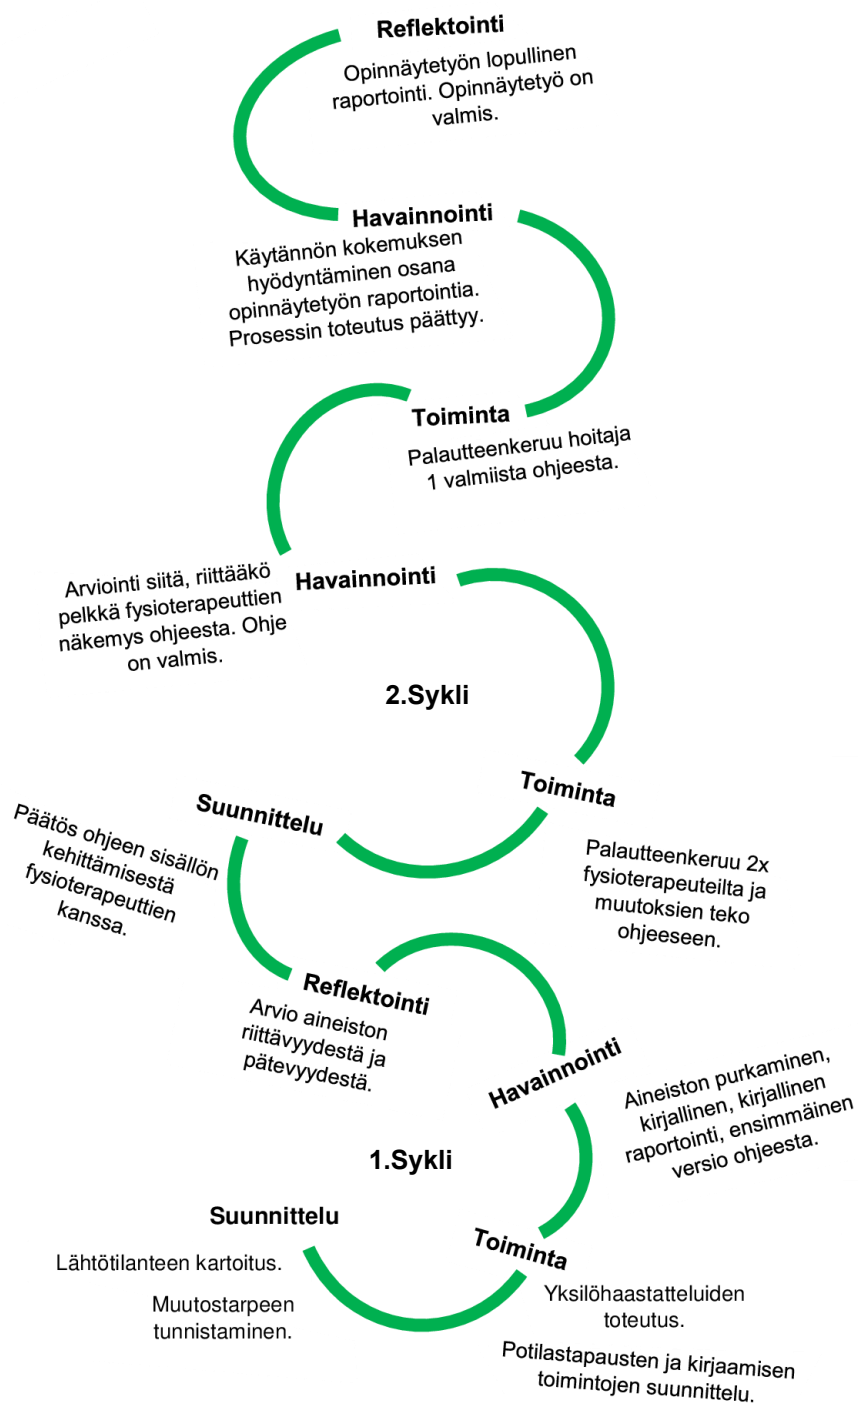 Reflektointi
Opinnäytetyön lopullinen
raportointi. Opinnäytetyö on
valmis.
Havainnointi
Käytännön kokemuksen
hyödyntäminen osana
opinnäytetyön raportointia.
Prosessin toteutus päättyy.
Toiminta
Palautteenkeruu hoitaja
1 valmiista ohjeesta.
Havainnointi
Arviointi siitä, riittääkö
pelkkä fysioterapeuttien
näkemys ohjeesta. Ohje
on valmis.
2.Sykli
Toiminta
Palautteenkeruu 2x
fysioterapeuteilta ja
muutoksien teko
ohjeeseen.
Suunnittelu
Päätös ohjeen sisällön
kehittämisestä
fysioterapeuttien
kanssa.
Reflektointi
Arvio aineiston
riittävyydestä ja
pätevyydestä.
Havainnointi
Aineiston purkaminen,
kirjallinen, kirjallinen
raportointi, ensimmäinen
versio ohjeesta.
1.Sykli
Suunnittelu
Lähtötilanteen kartoitus.
Muutostarpeen
tunnistaminen.
Toiminta
Yksilöhaastatteluiden
toteutus.
Potilastapausten ja kirjaamisen
toimintojen suunnittelu.